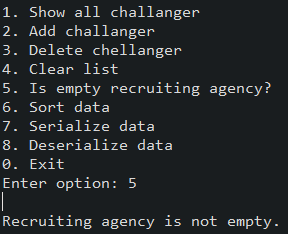 1. Show all challanger
2. Add challanger
3. Delete chellanger
4. Clear list
5. Is empty recruiting agency?
6. Sort data
7. Serialize data
8. Deserialize data
0. Exit
Enter option: 5
Recruiting agency is not empty.